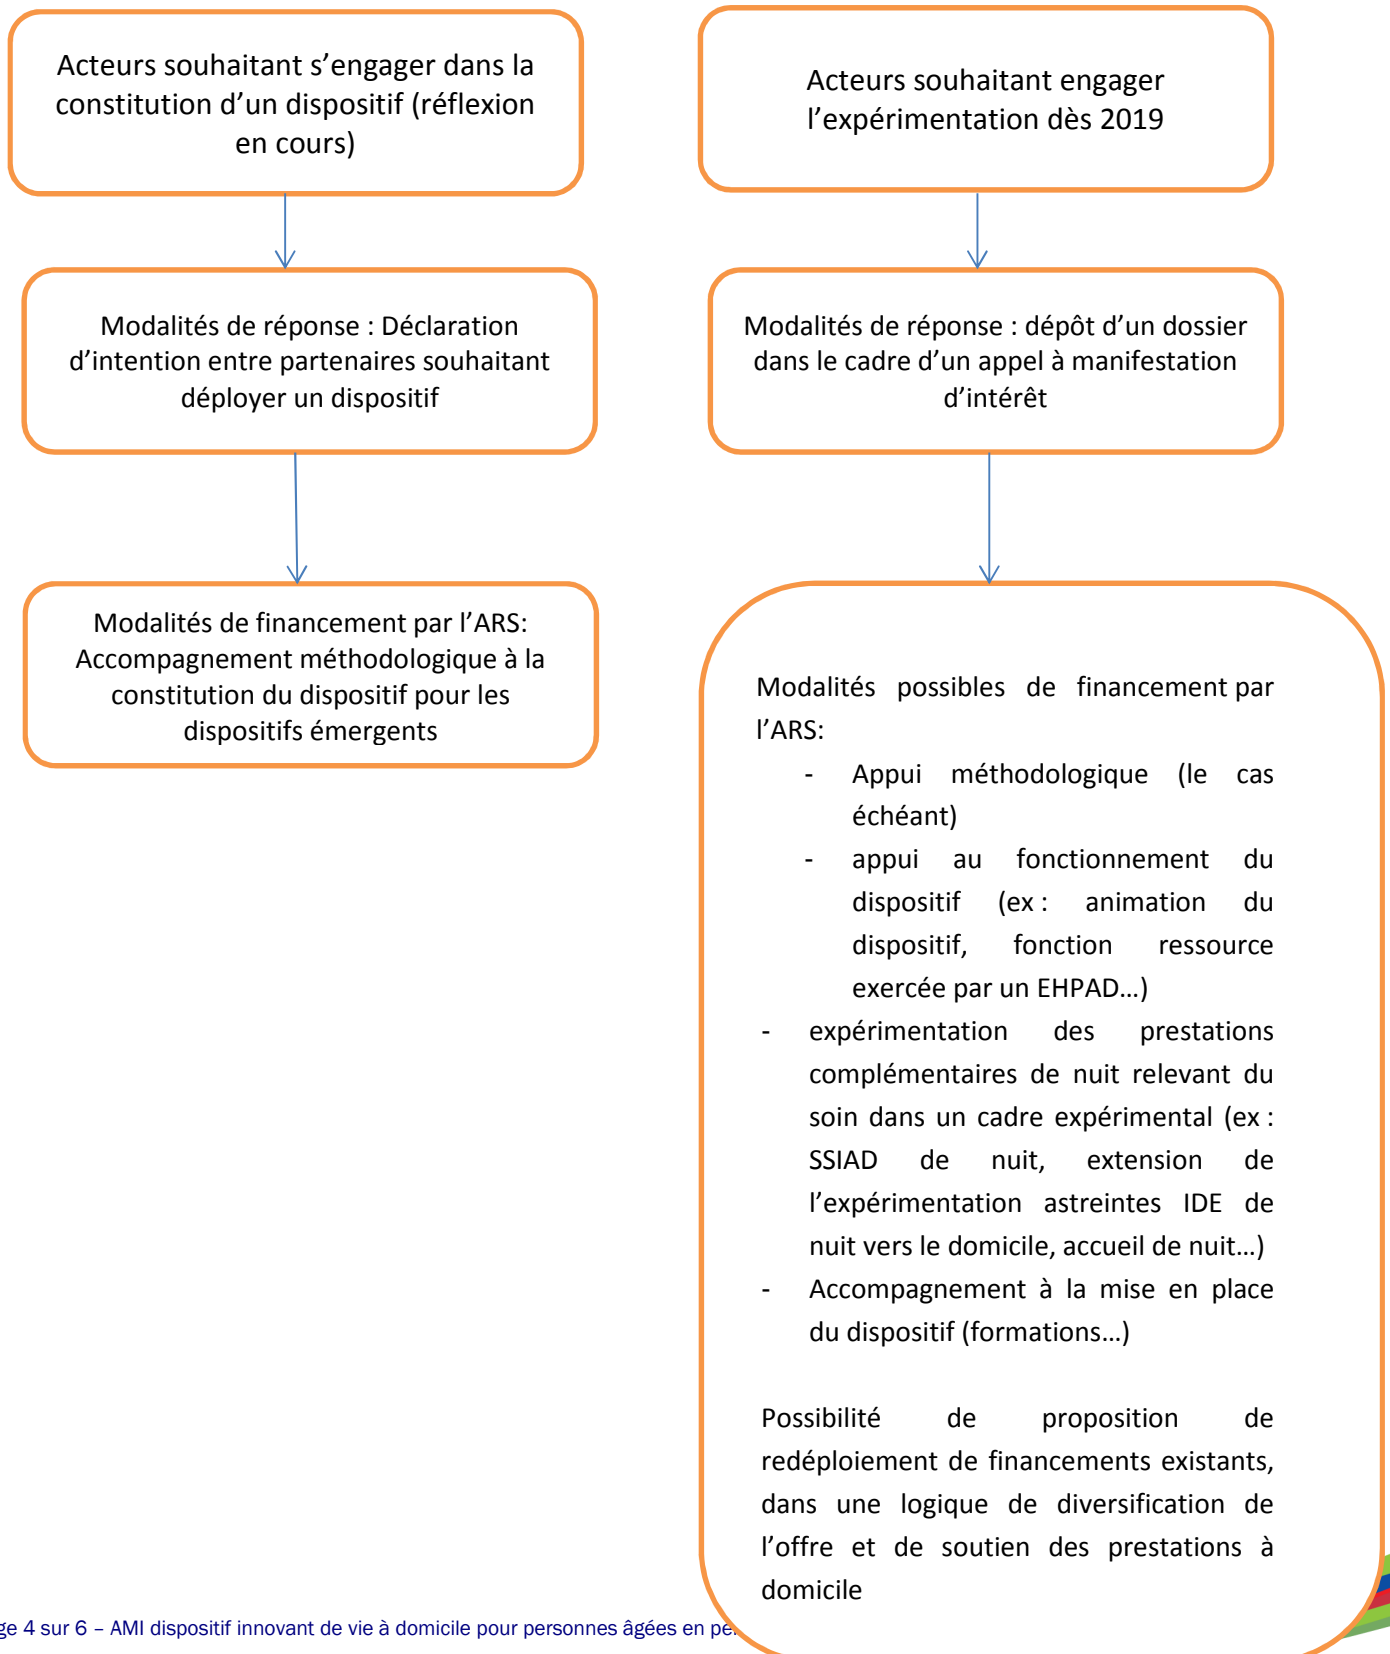 Acteurs souhaitant s’engager dans la
constitution d’un dispositif (réflexion
en cours)
Modalités de réponse : Déclaration
d’intention entre partenaires souhaitant
déployer un dispositif
Modalités de financement par l’ARS:
Accompagnement méthodologique à la
constitution du dispositif pour les
dispositifs émergents
Acteurs souhaitant engager
l’expérimentation dès 2019
Modalités de réponse : dépôt d’un dossier
dans le cadre d’un appel à manifestation
d’intérêt
Modalités possibles de financement par
l’ARS:
- Appui méthodologique (le cas
échéant)
- appui au fonctionnement du
dispositif (ex : animation du
dispositif, fonction ressource
exercée par un EHPAD…)
- expérimentation des prestations
complémentaires de nuit relevant du
soin dans un cadre expérimental (ex :
SSIAD de nuit, extension de
l’expérimentation astreintes IDE de
nuit vers le domicile, accueil de nuit…)
- Accompagnement à la mise en place
du dispositif (formations…)
Possibilité de proposition de
redéploiement de financements existants,
dans une logique de diversification de
l’offre et de soutien des prestations à
domicile
ge 4 sur 6 – AMI dispositif innovant de vie à domicile pour personnes âgées en